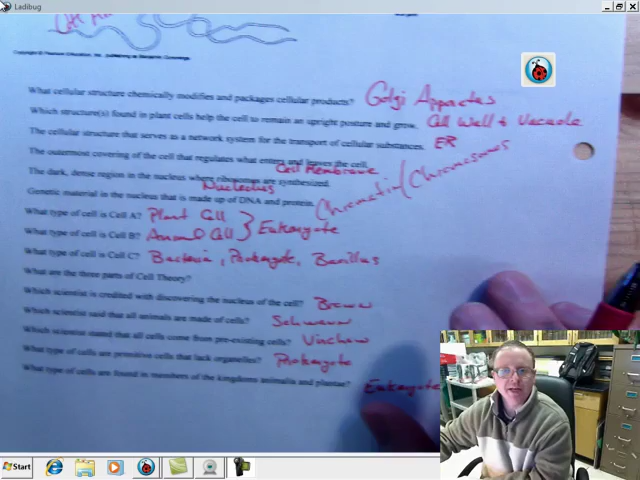 Ladibug
What cellular structure chemically modifies and packages cellular products? Golgi Appactus
Which structure(s) found in plant cells help the cell to remain an upright posture and grow. Cell Wall + Vacuole
The cellular structure that serves as a network system for the transport of cellular substances. ER
The outermost covering of the cell that regulates what enters and leaves the cell.
Cell Membrane
The dark, dense region in the nucleus where ribosomes are synthesized.
Nucleolus
Genetic material in the nucleus that is made up of DNA and protein. Chromatin/Chromosomes
What type of cell is Cell A? Plant Cell
What type of cell is Cell B? Animal Cell } Eukaryote
What type of cell is Cell C? Bacteria, Prokaryote, Bacillus
What are the three parts of Cell Theory?
Which scientist is credited with discovering the nucleus of the cell? Brown
Which scientist said that all animals are made of cells? Schwann
Which scientist stated that all cells come from pre-existing cells? Virchow
What type of cells are primitive cells that lack organelles? Prokaryote
What type of cells are found in members of the kingdoms animalia and plantae? Eukaryote
Start